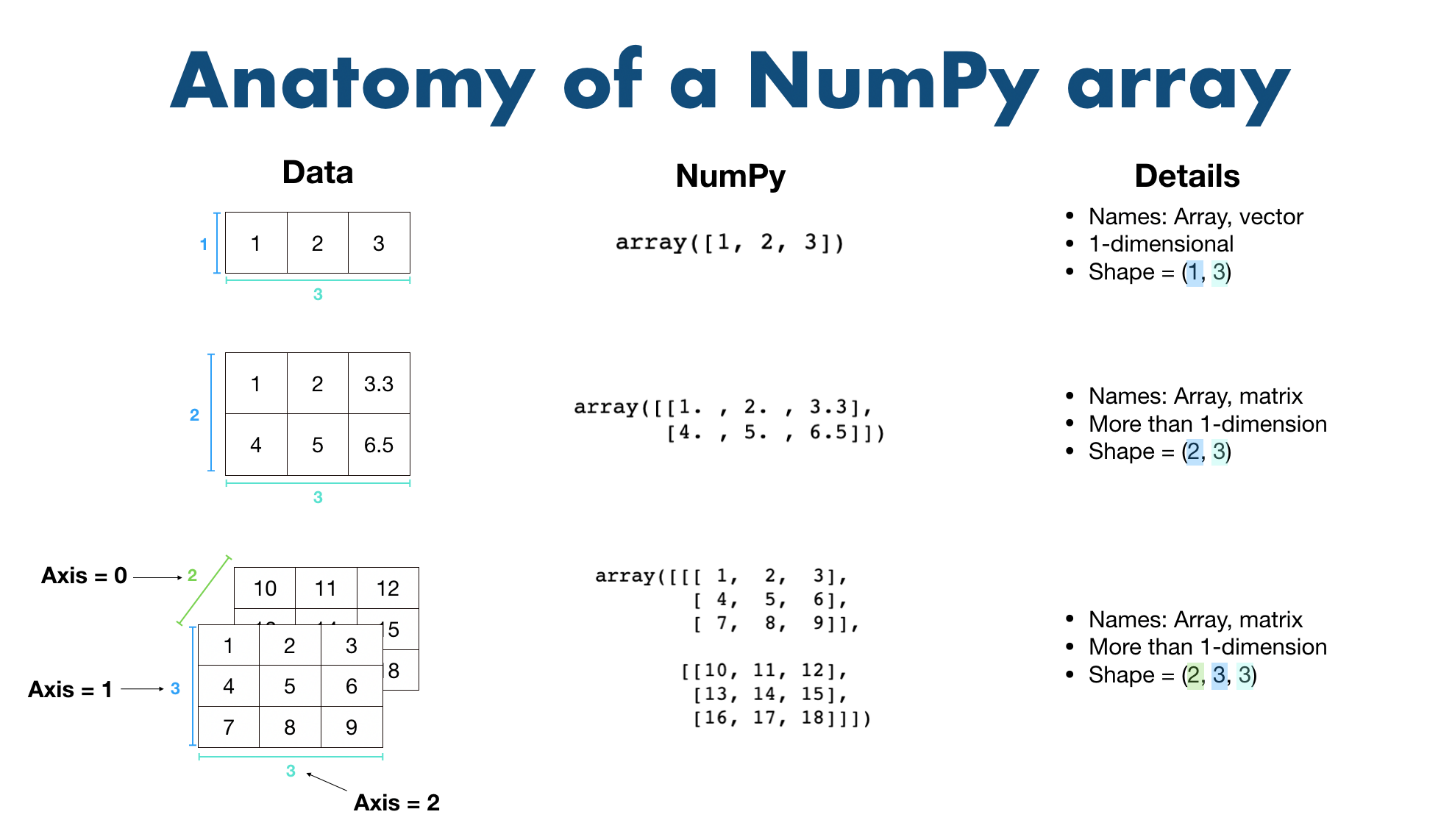 Anatomy of a NumPy array
Data
NumPy
Details
1
1 2 3
3
array([1, 2, 3])
• Names: Array, vector
• 1-dimensional
• Shape = (1, 3)
2
1 2 3.3
4 5 6.5
3
array([[1. , 2. , 3.3],
[4. , 5. , 6.5]])
• Names: Array, matrix
• More than 1-dimension
• Shape = (2, 3)
Axis = 0
2
10 11 12
15
8
Axis = 1
3
1 2 3
4 5 6
7 8 9
3
Axis = 2
array([[[ 1, 2, 3],
[ 4, 5, 6],
[ 7, 8, 9]],
[[10, 11, 12],
[13, 14, 15],
[16, 17, 18]]])
• Names: Array, matrix
• More than 1-dimension
• Shape = (2, 3, 3)